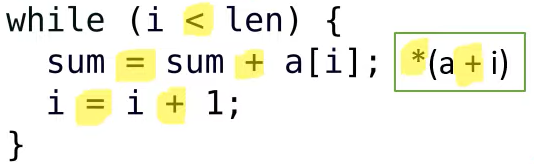 while (i < len) {
  sum = sum + a[i]; *(a + i)
  i = i + 1;
}